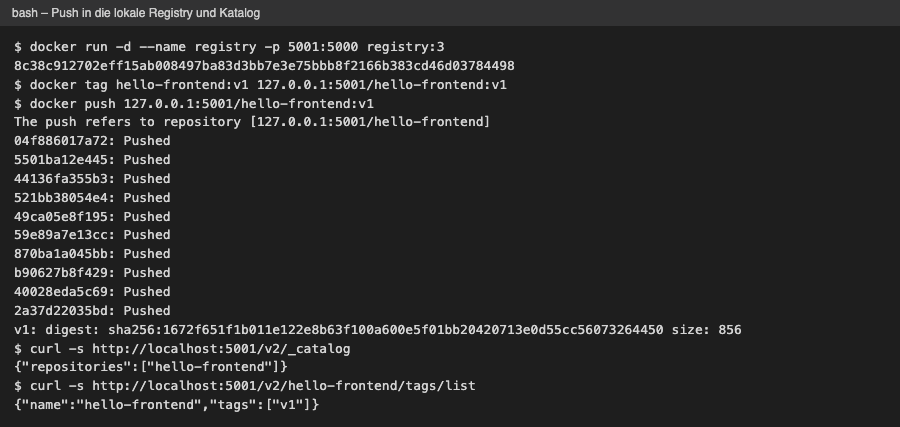 bash – Push in die lokale Registry und Katalog
$ docker run -d --name registry -p 5001:5000 registry:3
8c38c912702eff15ab008497ba83d3bb7e3e75bbb8f2166b383cd46d03784498
$ docker tag hello-frontend:v1 127.0.0.1:5001/hello-frontend:v1
$ docker push 127.0.0.1:5001/hello-frontend:v1
The push refers to repository [127.0.0.1:5001/hello-frontend]
04f886017a72: Pushed
5501ba12e445: Pushed
44136fa355b3: Pushed
521bb38054e4: Pushed
49ca05e8f195: Pushed
59e89a7e13cc: Pushed
870ba1a045bb: Pushed
b90627b8f429: Pushed
40028eda5c69: Pushed
2a37d22035bd: Pushed
v1: digest: sha256:1672f651f1b011e122e8b63f100a600e5f01bb20420713e0d55cc56073264450 size: 856
$ curl -s http://localhost:5001/v2/_catalog
{"repositories":["hello-frontend"]}
$ curl -s http://localhost:5001/v2/hello-frontend/tags/list
{"name":"hello-frontend","tags":["v1"]}